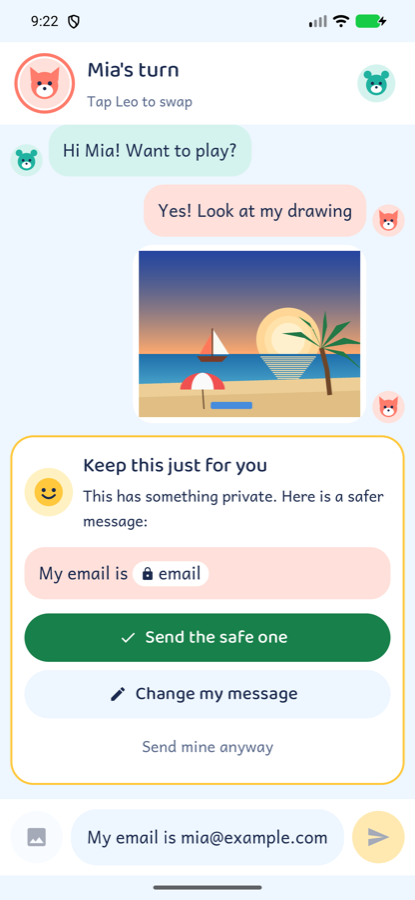 9:22
Mia's turn
Tap Leo to swap
Hi Mia! Want to play?
Yes! Look at my drawing
Keep this just for you
This has something private. Here is a safer
message:
My email is email
Send the safe one
Change my message
Send mine anyway
My email is mia@example.com